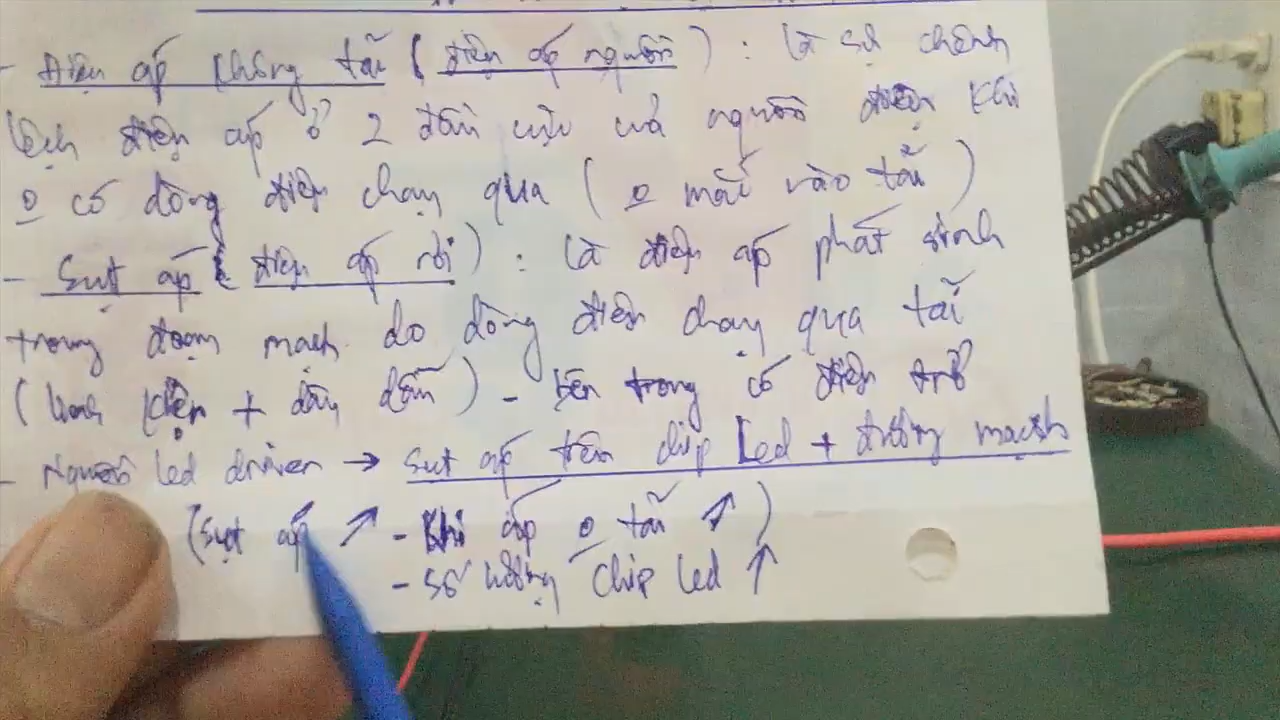 - Điện áp không tải ( điện áp nguồn ) : là sự chênh
lệch điện áp ở 2 đầu cực của nguồn điện khi
o có dòng điện chạy qua ( o mắc vào tải )
- Sụt áp ( điện áp rơi ) : là điện áp phát sinh
trong đoạn mạch do dòng điện chạy qua tải
( linh kiện + dây dẫn ) - bên trong có điện trở
- Nguồn led driver → sụt áp trên chip Led + đường mạch
( sụt áp ↗ - Khi áp o tải ↗ )
- Số lượng chip led ↗